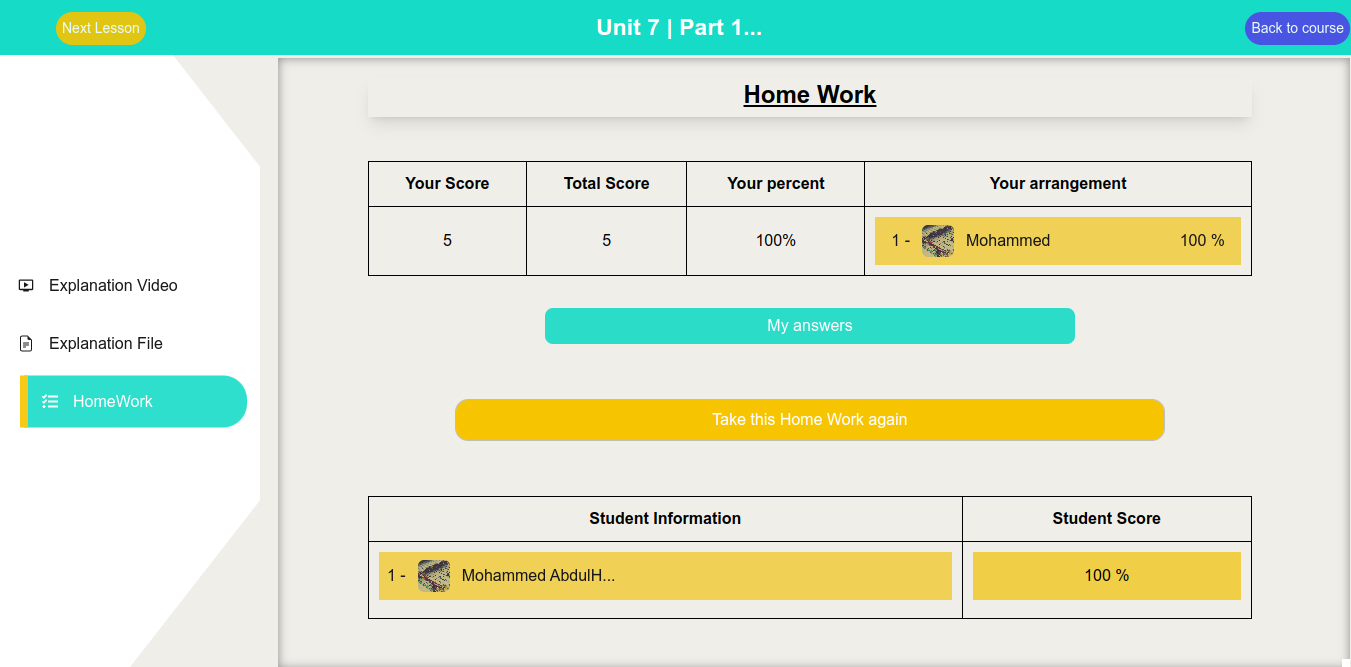 Next Lesson
Unit 7 | Part 1...
Back to course
Explanation Video
Explanation File
HomeWork
Home Work
Your Score Total Score Your percent Your arrangement
5 5 100% 1 - Mohammed 100 %
My answers
Take this Home Work again
Student Information Student Score
1 - Mohammed AbdulH... 100 %